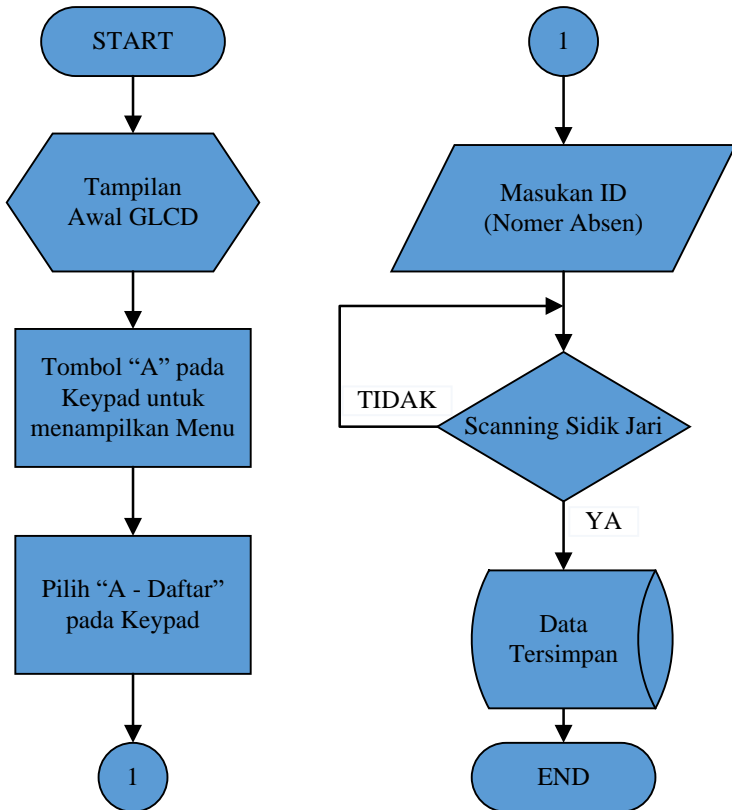 START
Tampilan
Awal GLCD
Tombol “A” pada
Keypad untuk
menampilkan Menu
Pilih “A - Daftar”
pada Keypad
1
1
Masukan ID
(Nomer Absen)
TIDAK
Scanning Sidik Jari
YA
Data
Tersimpan
END